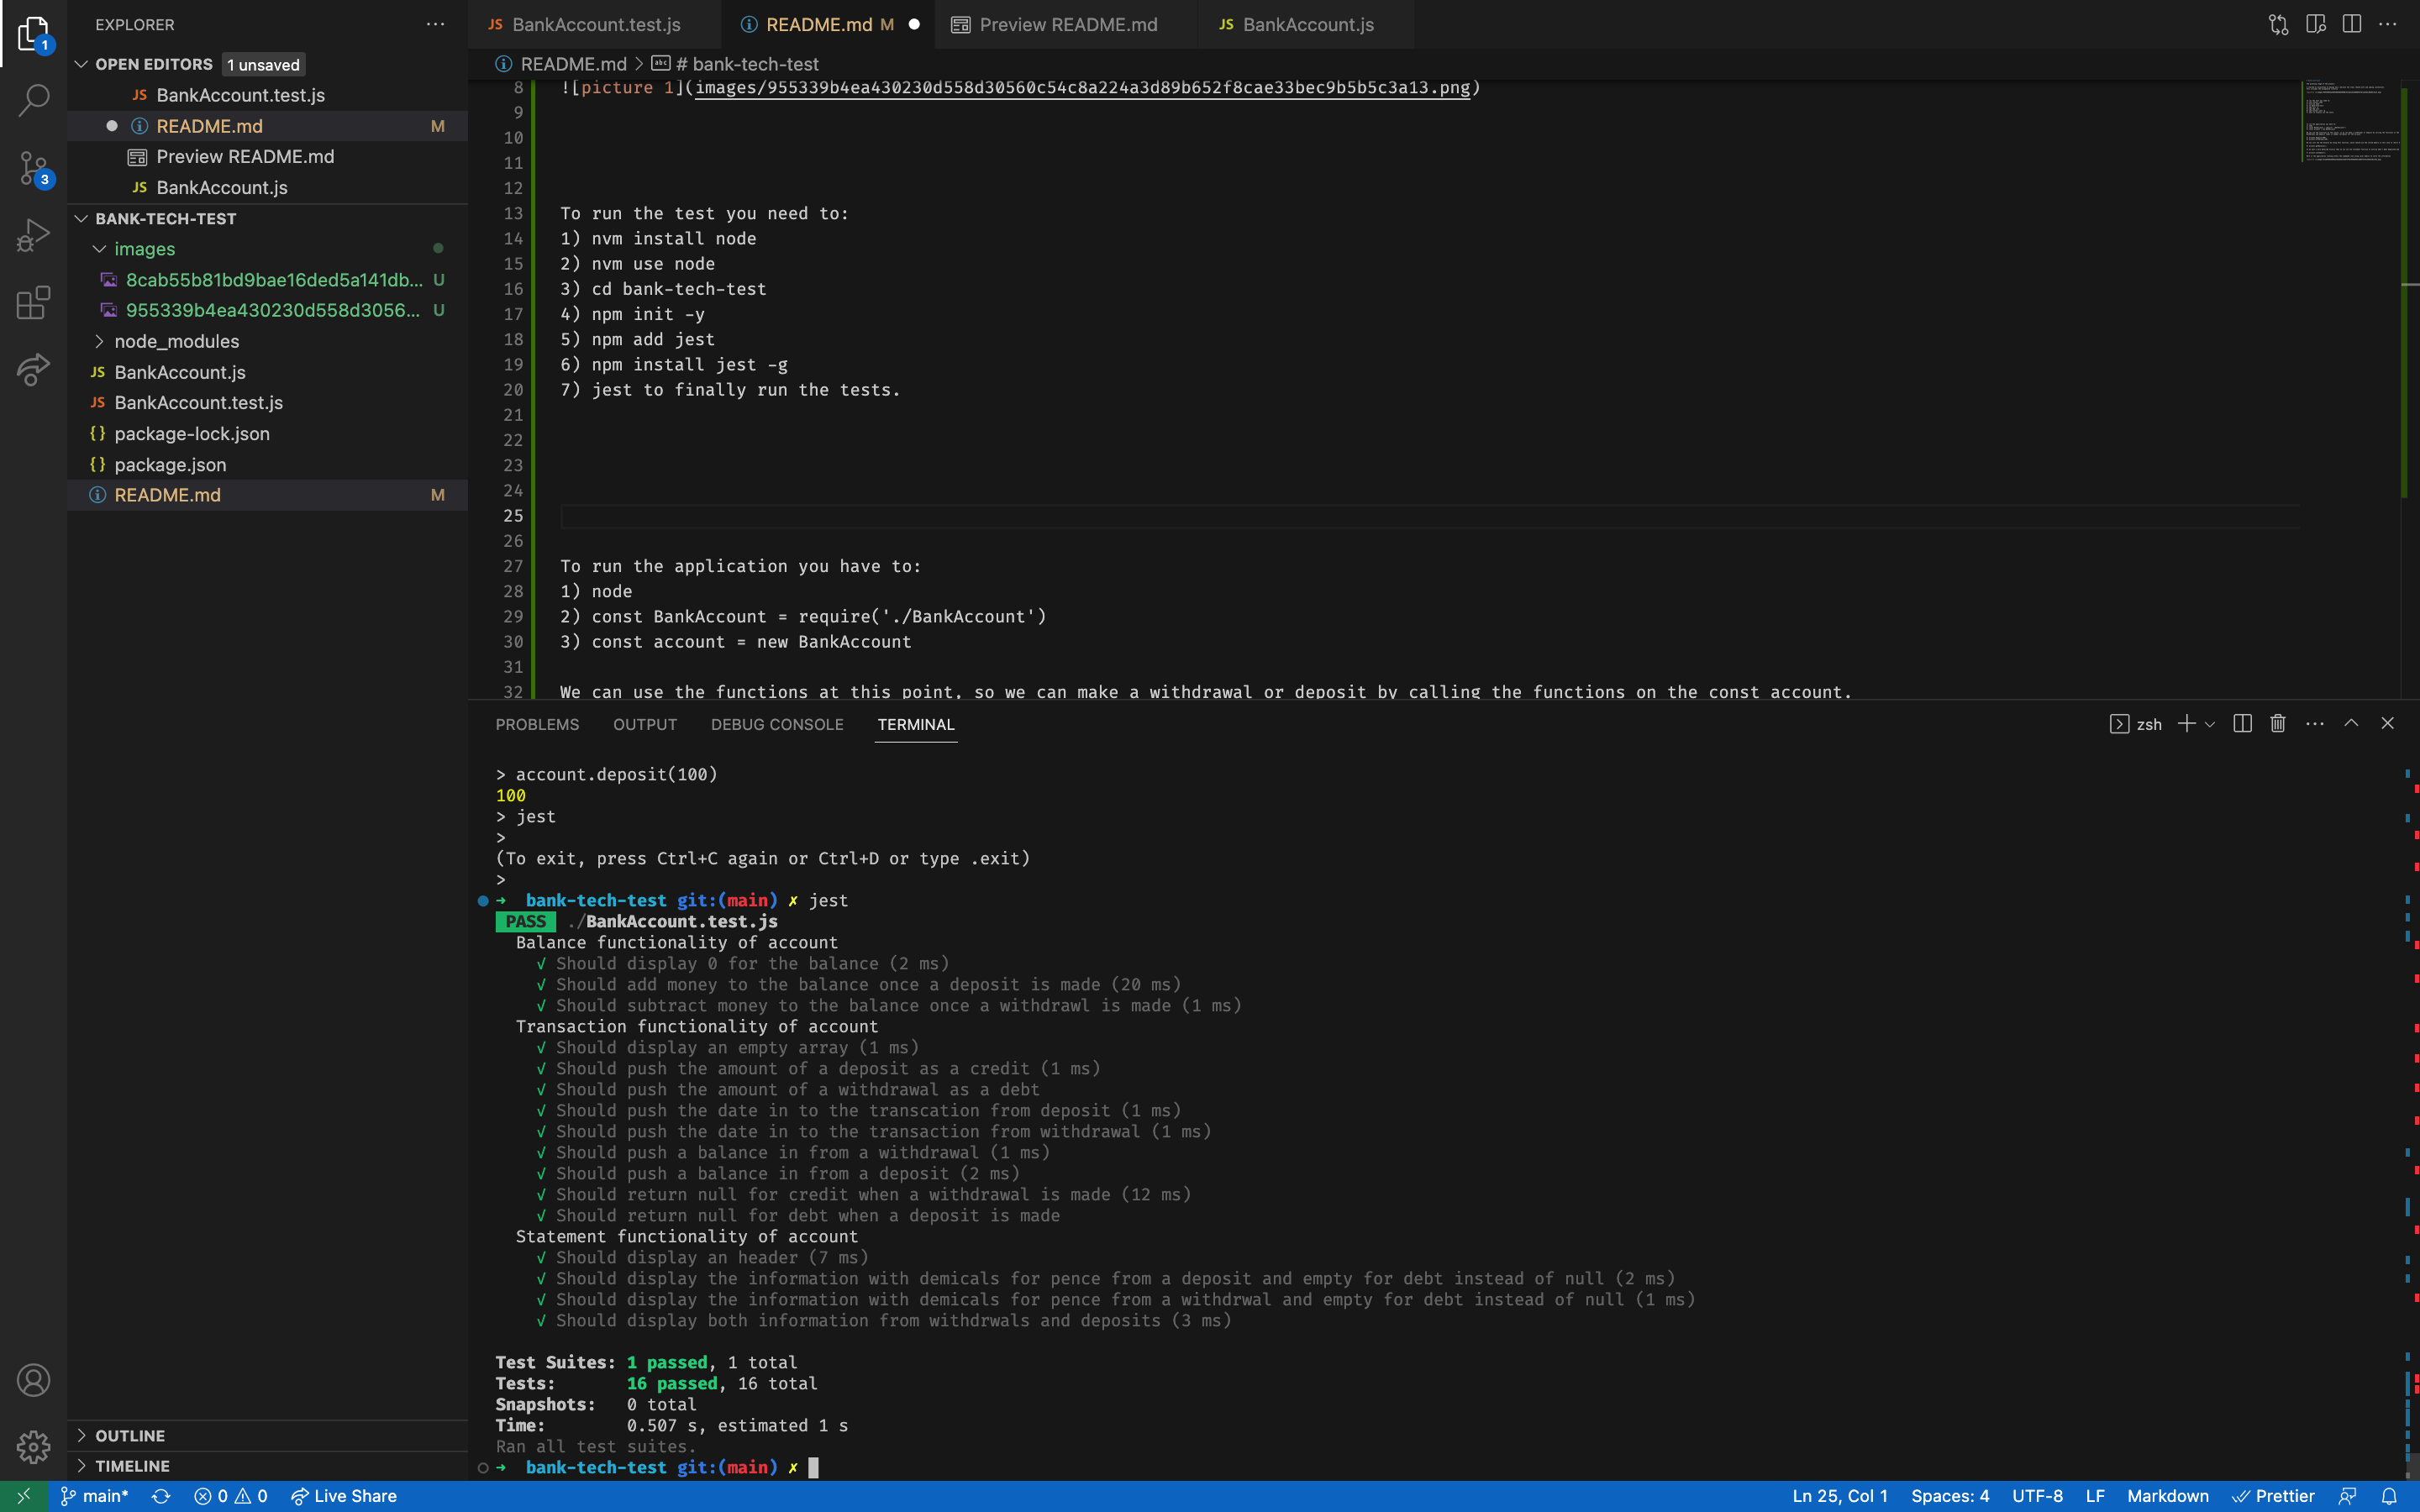 EXPLORER
OPEN EDITORS 1 unsaved
JS BankAccount.test.js
README.md M
Preview README.md
JS BankAccount.js
BANK-TECH-TEST
images
8cab55b81bd9bae16ded5a141db... U
955339b4ea430230d558d3056... U
node_modules
JS BankAccount.js
JS BankAccount.test.js
{} package-lock.json
{} package.json
README.md M
OUTLINE
TIMELINE
1
3
JS BankAccount.test.js
README.md M
Preview README.md
JS BankAccount.js
README.md > abc # bank-tech-test
8 ![picture 1](images/955339b4ea430230d558d30560c54c8a224a3d89b652f8cae33bec9b5b5c3a13.png)
9
10
11
12
13 To run the test you need to:
14 1) nvm install node
15 2) nvm use node
16 3) cd bank-tech-test
17 4) npm init -y
18 5) npm add jest
19 6) npm install jest -g
20 7) jest to finally run the tests.
21
22
23
24
25
26
27 To run the application you have to:
28 1) node
29 2) const BankAccount = require('./BankAccount')
30 3) const account = new BankAccount
31
32 We can use the functions at this point, so we can make a withdrawal or deposit by calling the functions on the const account.
PROBLEMS OUTPUT DEBUG CONSOLE TERMINAL
zsh
> account.deposit(100)
100
> jest
>
(To exit, press Ctrl+C again or Ctrl+D or type .exit)
>
➜ bank-tech-test git:(main) ✗ jest
PASS ./BankAccount.test.js
Balance functionality of account
√ Should display 0 for the balance (2 ms)
√ Should add money to the balance once a deposit is made (20 ms)
√ Should subtract money to the balance once a withdrawl is made (1 ms)
Transaction functionality of account
√ Should display an empty array (1 ms)
√ Should push the amount of a deposit as a credit (1 ms)
√ Should push the amount of a withdrawal as a debt
√ Should push the date in to the transcation from deposit (1 ms)
√ Should push the date in to the transaction from withdrawal (1 ms)
√ Should push a balance in from a withdrawal (1 ms)
√ Should push a balance in from a deposit (2 ms)
√ Should return null for credit when a withdrawal is made (12 ms)
√ Should return null for debt when a deposit is made
Statement functionality of account
√ Should display an header (7 ms)
√ Should display the information with demicals for pence from a deposit and empty for debt instead of null (2 ms)
√ Should display the information with demicals for pence from a withdrwal and empty for debt instead of null (1 ms)
√ Should display both information from withdrwals and deposits (3 ms)
Test Suites: 1 passed, 1 total
Tests: 16 passed, 16 total
Snapshots: 0 total
Time: 0.507 s, estimated 1 s
Ran all test suites.
➜ bank-tech-test git:(main) ✗
main* 0 0 Live Share
Ln 25, Col 1 Spaces: 4 UTF-8 LF Markdown Prettier